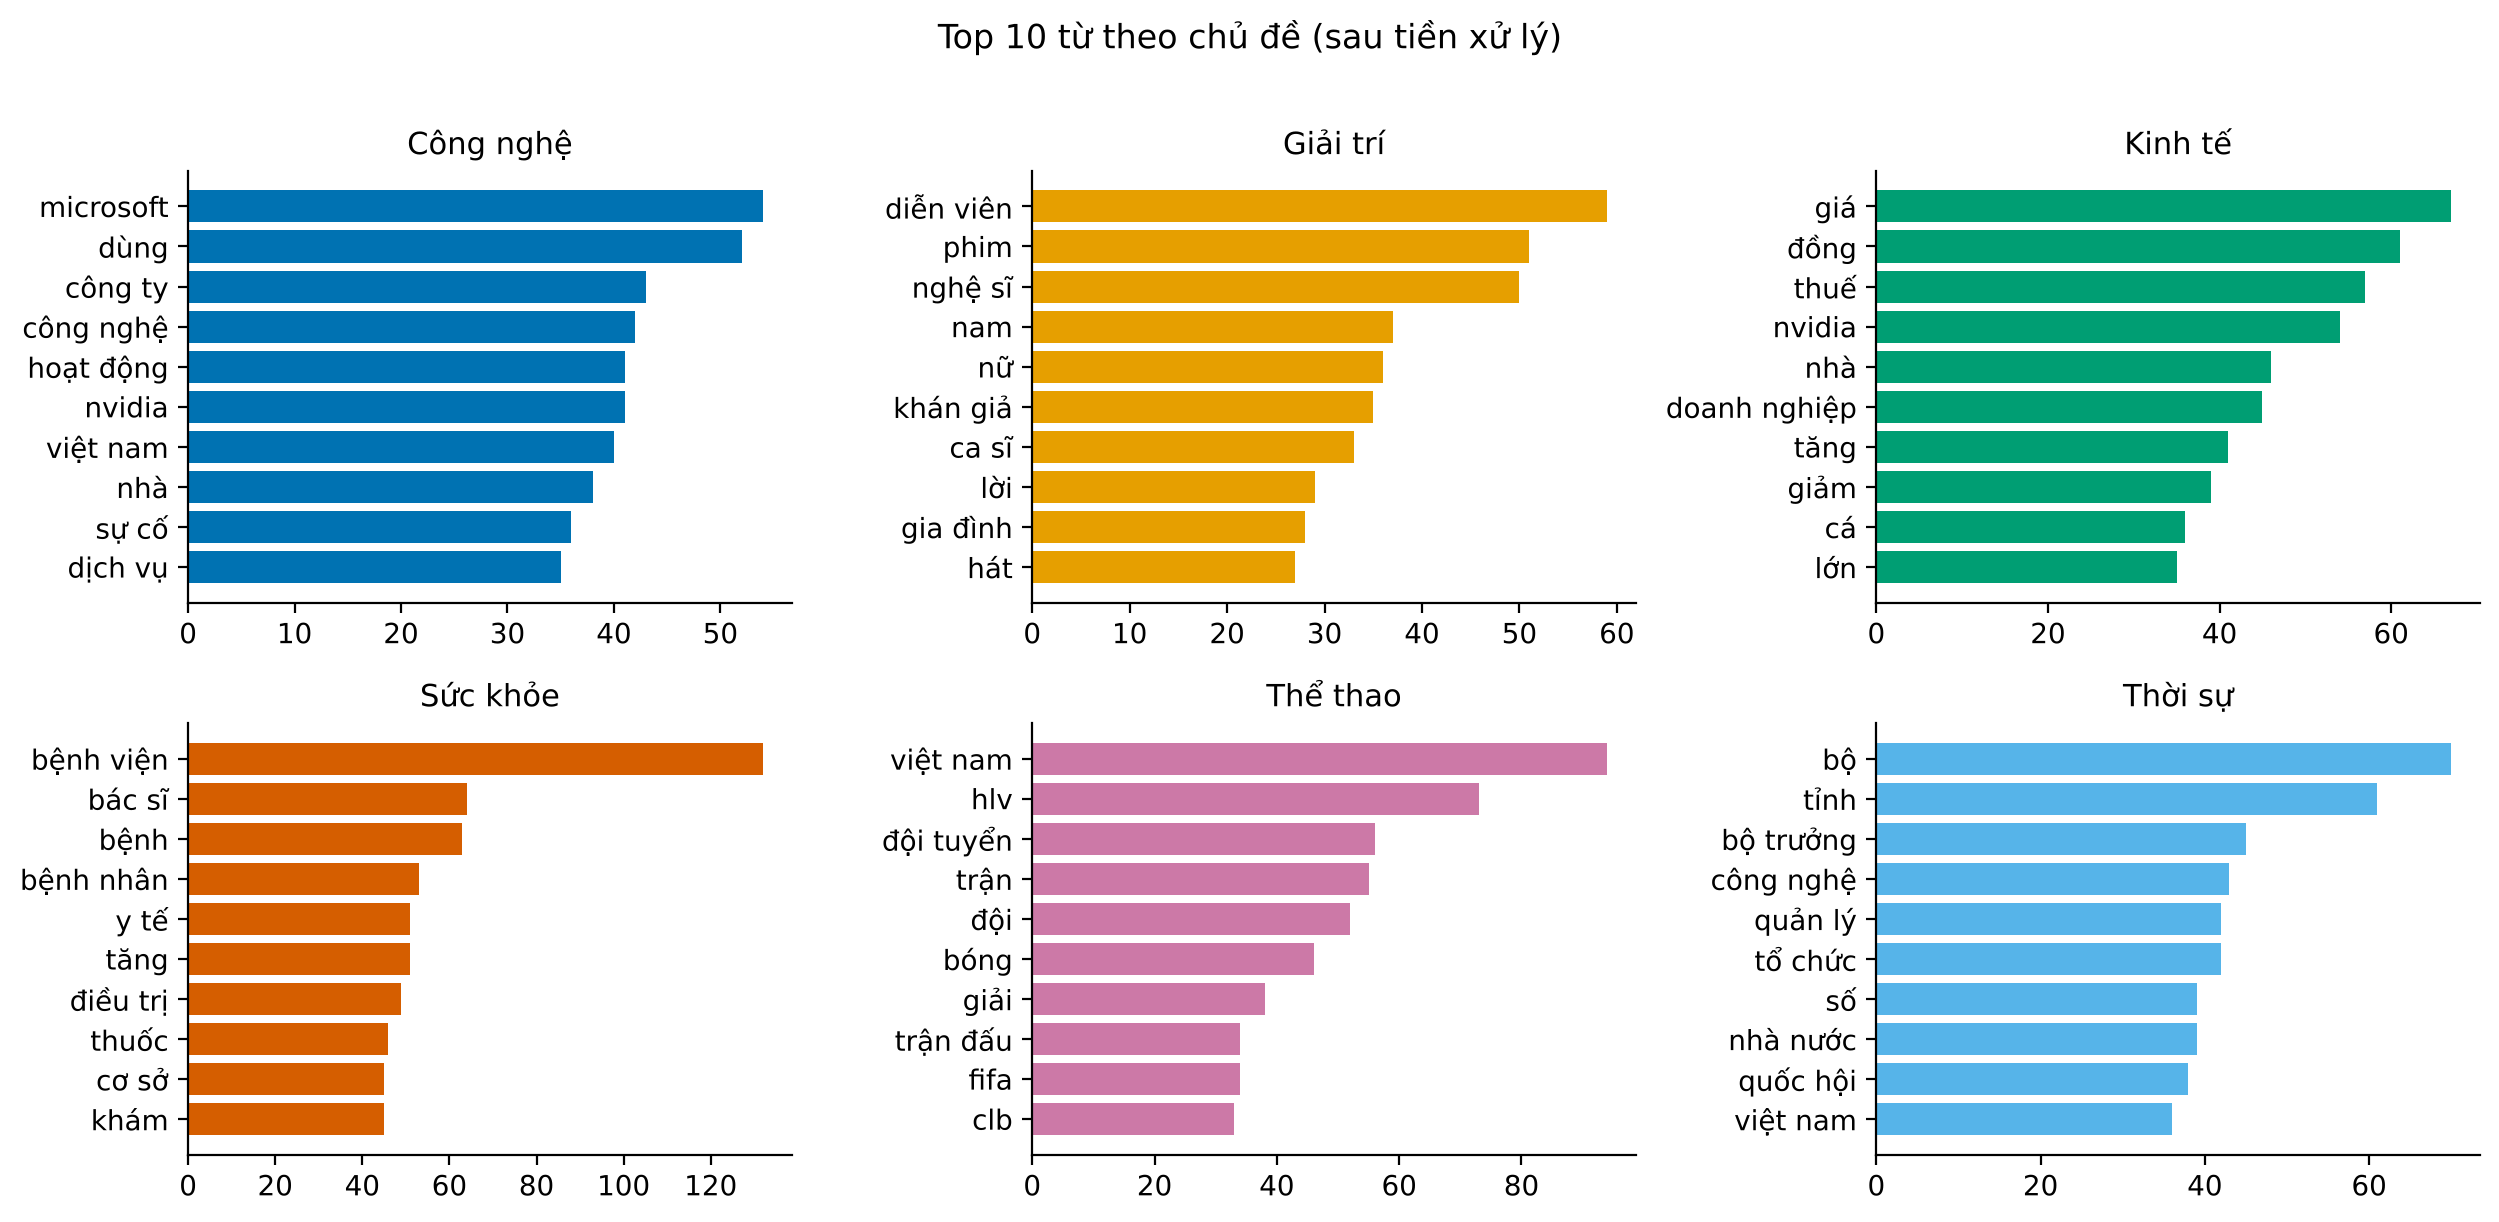 Top 10 từ theo chủ đề (sau tiền xử lý)
Công nghệ
microsoft
dùng
công ty
công nghệ
hoạt động
nvidia
việt nam
nhà
sự cố
dịch vụ
0 10 20 30 40 50
Giải trí
diễn viên
phim
nghệ sĩ
nam
nữ
khán giả
ca sĩ
lời
gia đình
hát
0 10 20 30 40 50 60
Kinh tế
giá
đồng
thuế
nvidia
nhà
doanh nghiệp
tăng
giảm
cá
lớn
0 20 40 60
Sức khỏe
bệnh viện
bác sĩ
bệnh
bệnh nhân
y tế
tăng
điều trị
thuốc
cơ sở
khám
0 20 40 60 80 100 120
Thể thao
việt nam
hlv
đội tuyển
trận
đội
bóng
giải
trận đấu
fifa
clb
0 20 40 60 80
Thời sự
bộ
tỉnh
bộ trưởng
công nghệ
quản lý
tổ chức
số
nhà nước
quốc hội
việt nam
0 20 40 60